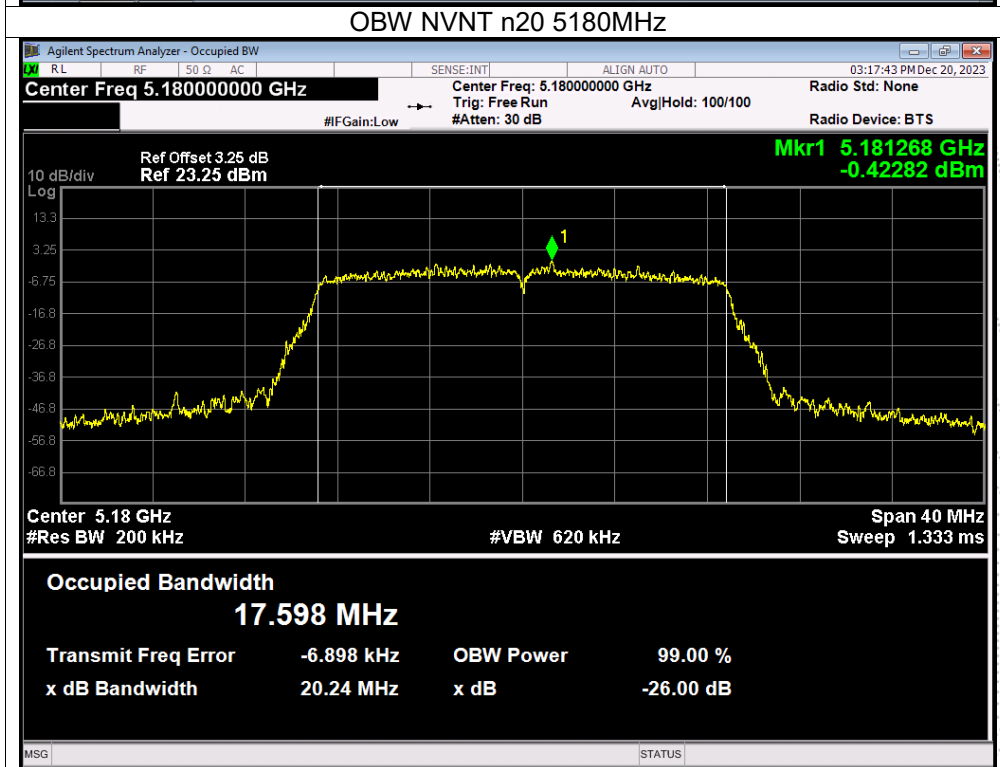 OBW NVNT n20 5180MHz
Agilent Spectrum Analyzer - Occupied BW
LXI RL RF 50 Ω AC SENSE:INT ALIGN AUTO 03:17:43 PM Dec 20, 2023
Center Freq 5.180000000 GHz Center Freq: 5.180000000 GHz Radio Std: None
Trig: Free Run Avg|Hold: 100/100
#IFGain:Low #Atten: 30 dB Radio Device: BTS
Ref Offset 3.25 dB Mkr1 5.181268 GHz
10 dB/div Ref 23.25 dBm -0.42282 dBm
Log
13.3
3.25
1
-6.75
-16.8
-26.8
-36.8
-46.8
-56.8
-66.8
Center 5.18 GHz Span 40 MHz
#Res BW 200 kHz #VBW 620 kHz Sweep 1.333 ms
Occupied Bandwidth
17.598 MHz
Transmit Freq Error -6.898 kHz OBW Power 99.00 %
x dB Bandwidth 20.24 MHz x dB -26.00 dB
MSG STATUS